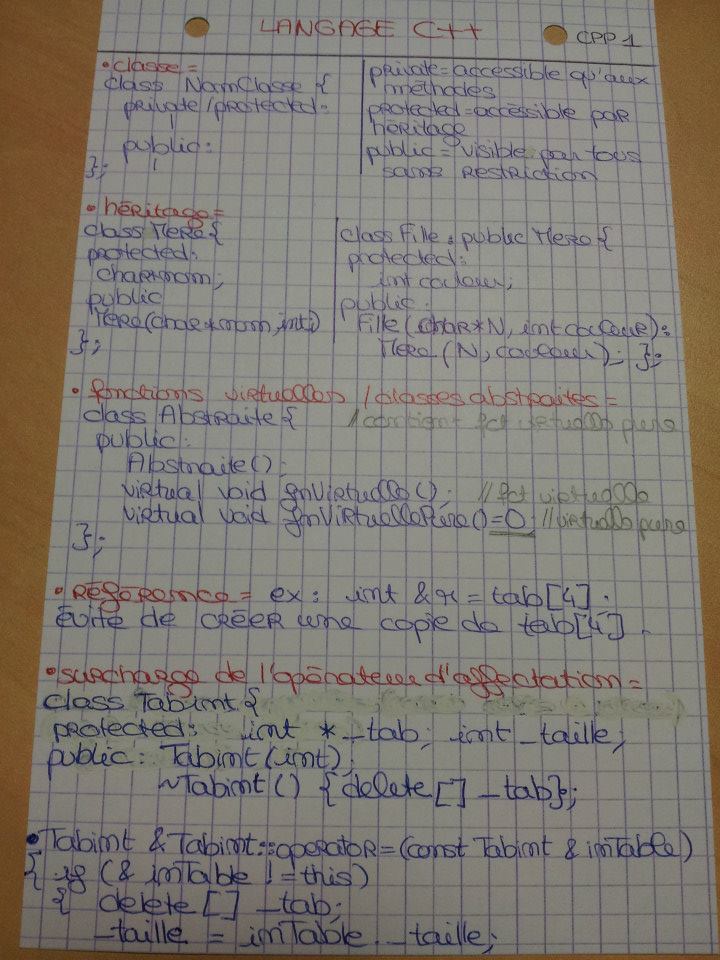 LANGAGE C++
CPP 1
• classe =
class NomClasse {
private/protected:
public:
};
private = accessible qu'aux
méthodes
protected = accessible par
héritage
public = visible par tous
sans restriction
• héritage =
class Mere {
protected:
char*nom;
public
Mere(char*nom, int)
};
class Fille : public Mere {
protected:
int couleur;
public:
Fille (char*N, int couleur):
Mere (N, couleur); };
• fonctions virtuelles / classes abstraites =
class Abstraite { //contient fct virtuelle pure
public:
Abstraite();
virtual void fnVirtuelle(); //fct virtuelle
virtual void fnVirtuellePure()=0; //virtuelle pure
};
• Référence = ex: int &x = tab[4];
évite de créer une copie de tab[4].
• surcharge de l'opérateur d'affectation =
class Tabint {
protected: int *_tab; int _taille;
public: Tabint(int);
~Tabint() {delete[] _tab};
• Tabint & Tabint::operator=(const Tabint & inTable)
{ if (& inTable != this)
{ delete[] _tab;
_taille = inTable._taille;